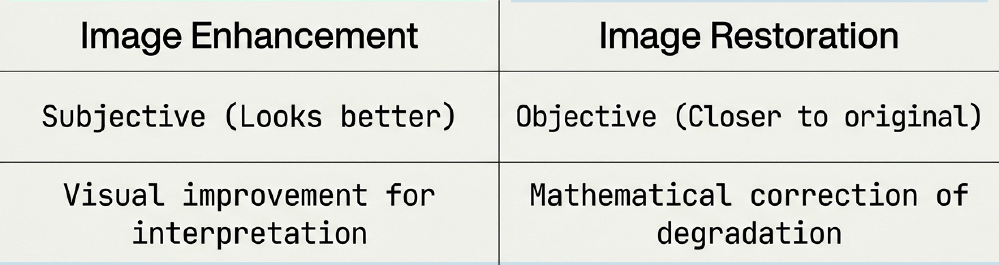 Image Enhancement
Image Restoration
Subjective (Looks better)
Objective (Closer to original)
Visual improvement for
interpretation
Mathematical correction of
degradation